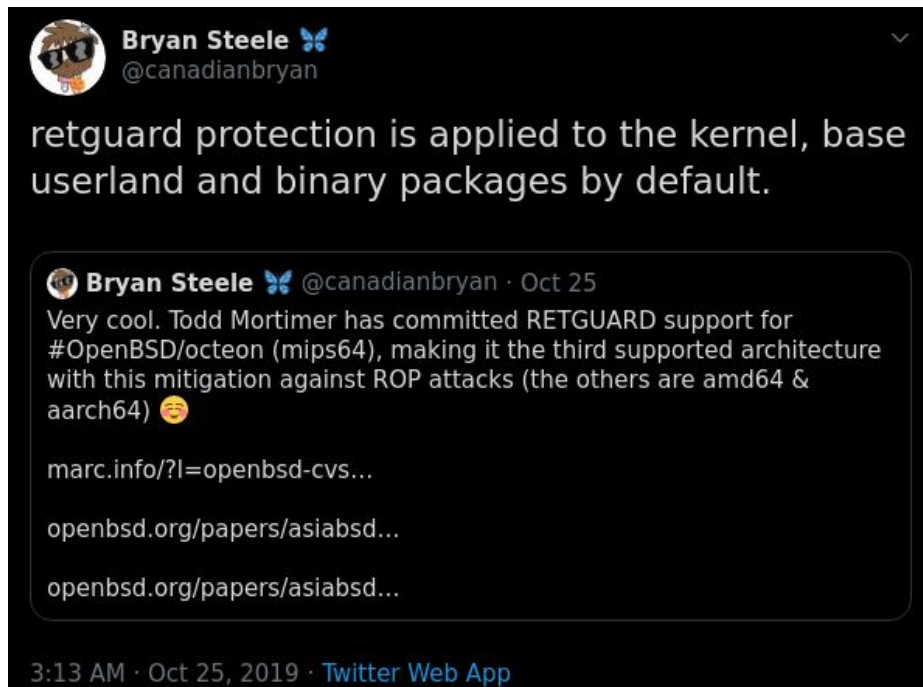 Bryan Steele 🦋
@canadianbryan
retguard protection is applied to the kernel, base
userland and binary packages by default.
Bryan Steele 🦋 @canadianbryan · Oct 25
Very cool. Todd Mortimer has committed RETGUARD support for
#OpenBSD/octeon (mips64), making it the third supported architecture
with this mitigation against ROP attacks (the others are amd64 &
aarch64) ☺️
marc.info/?l=openbsd-cvs…
openbsd.org/papers/asiabsd…
openbsd.org/papers/asiabsd…
3:13 AM · Oct 25, 2019 · Twitter Web App